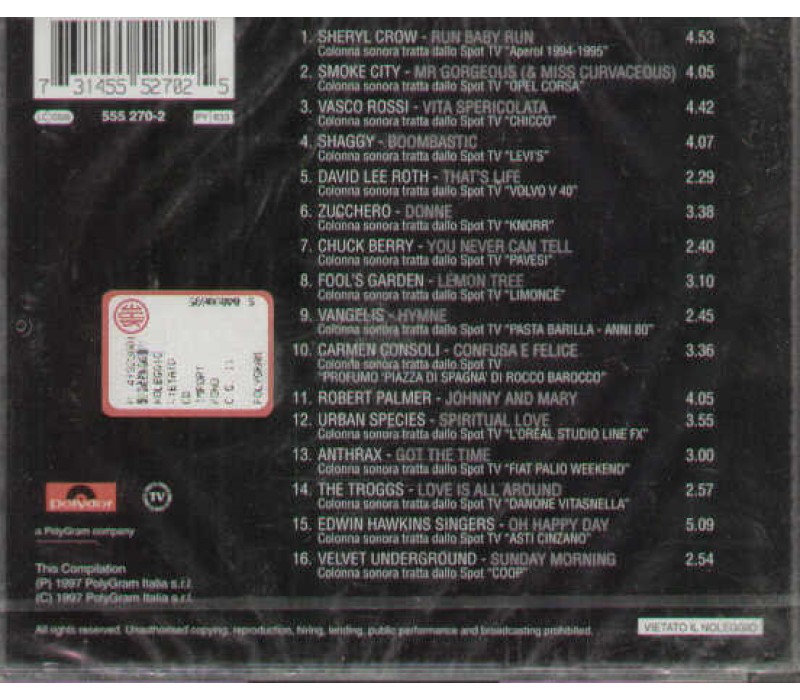 7 31455 52702 5
555 270-2
PY 833
1. SHERYL CROW - RUN BABY RUN 4.53
Colonna sonora tratta dallo Spot TV "Aperol 1994-1995"
2. SMOKE CITY - MR GORGEOUS (& MISS CURVACEOUS) 4.05
Colonna sonora tratta dallo Spot TV "OPEL CORSA"
3. VASCO ROSSI - VITA SPERICOLATA 4.42
Colonna sonora tratta dallo Spot TV "CHICCO"
4. SHAGGY - BOOMBASTIC 4.07
Colonna sonora tratta dallo Spot TV "LEVI'S"
5. DAVID LEE ROTH - THAT'S LIFE 2.29
Colonna sonora tratta dallo Spot TV "VOLVO V 40"
6. ZUCCHERO - DONNE 3.38
Colonna sonora tratta dallo Spot TV "KNORR"
7. CHUCK BERRY - YOU NEVER CAN TELL 2.40
Colonna sonora tratta dallo Spot TV "PAVESI"
8. FOOL'S GARDEN - LEMON TREE 3.10
Colonna sonora tratta dallo Spot TV "LIMONCÉ"
9. VANGELIS - HYMNE 2.45
Colonna sonora tratta dallo Spot TV "PASTA BARILLA - ANNI 80"
10. CARMEN CONSOLI - CONFUSA E FELICE 3.36
Colonna sonora tratta dallo Spot TV
"PROFUMO 'PIAZZA DI SPAGNA' DI ROCCO BAROCCO"
11. ROBERT PALMER - JOHNNY AND MARY 4.05
12. URBAN SPECIES - SPIRITUAL LOVE 3.55
Colonna sonora tratta dallo Spot TV "L'OREAL STUDIO LINE FX"
13. ANTHRAX - GOT THE TIME 3.00
Colonna sonora tratta dallo Spot TV "FIAT PALIO WEEKEND"
14. THE TROGGS - LOVE IS ALL AROUND 2.57
Colonna sonora tratta dallo Spot TV "DANONE VITASNELLA"
15. EDWIN HAWKINS SINGERS - OH HAPPY DAY 5.09
Colonna sonora tratta dallo Spot TV "ASTI CINZANO"
16. VELVET UNDERGROUND - SUNDAY MORNING 2.54
Colonna sonora tratta dallo Spot "COOP"
NOLEGGIO
VIETATO
CD
IMPORT
C G. 11
POLYGRAM
Polydor
TV
a PolyGram company
This Compilation
(P) 1997 PolyGram Italia s.r.l.
(C) 1997 PolyGram Italia s.r.l.
All rights reserved. Unauthorised copying, reproduction, hiring, lending, public performance and broadcasting prohibited.
VIETATO IL NOLEGGIO